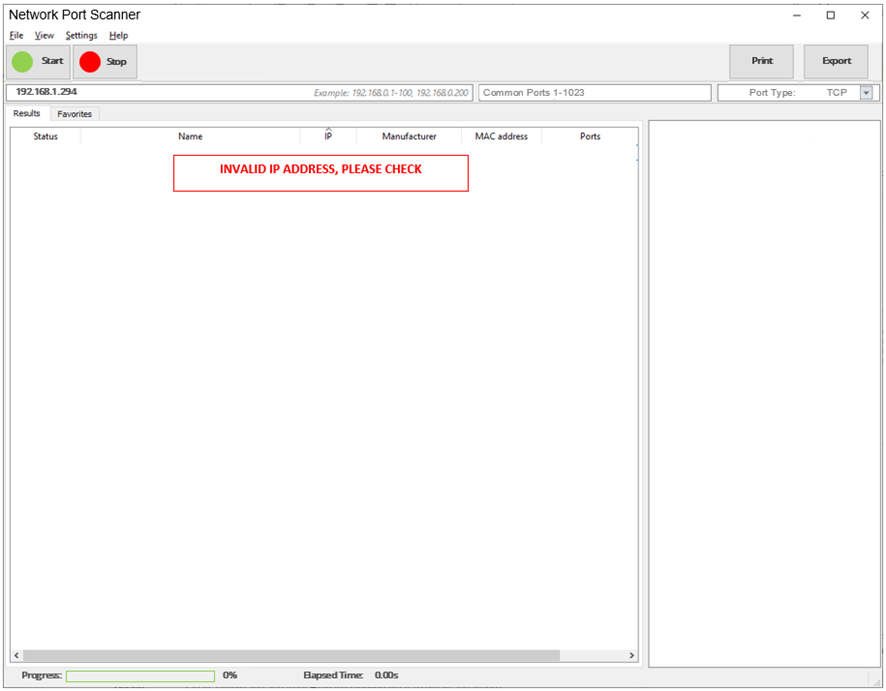 Network Port Scanner
File View Settings Help
Start Stop Print Export
192.168.1.294 Example: 192.168.0.1-100, 192.168.0.200 Common Ports 1-1023 Port Type: TCP
Results Favorites
Status Name IP Manufacturer MAC address Ports
INVALID IP ADDRESS, PLEASE CHECK
Progress: 0% Elapsed Time: 0.00s